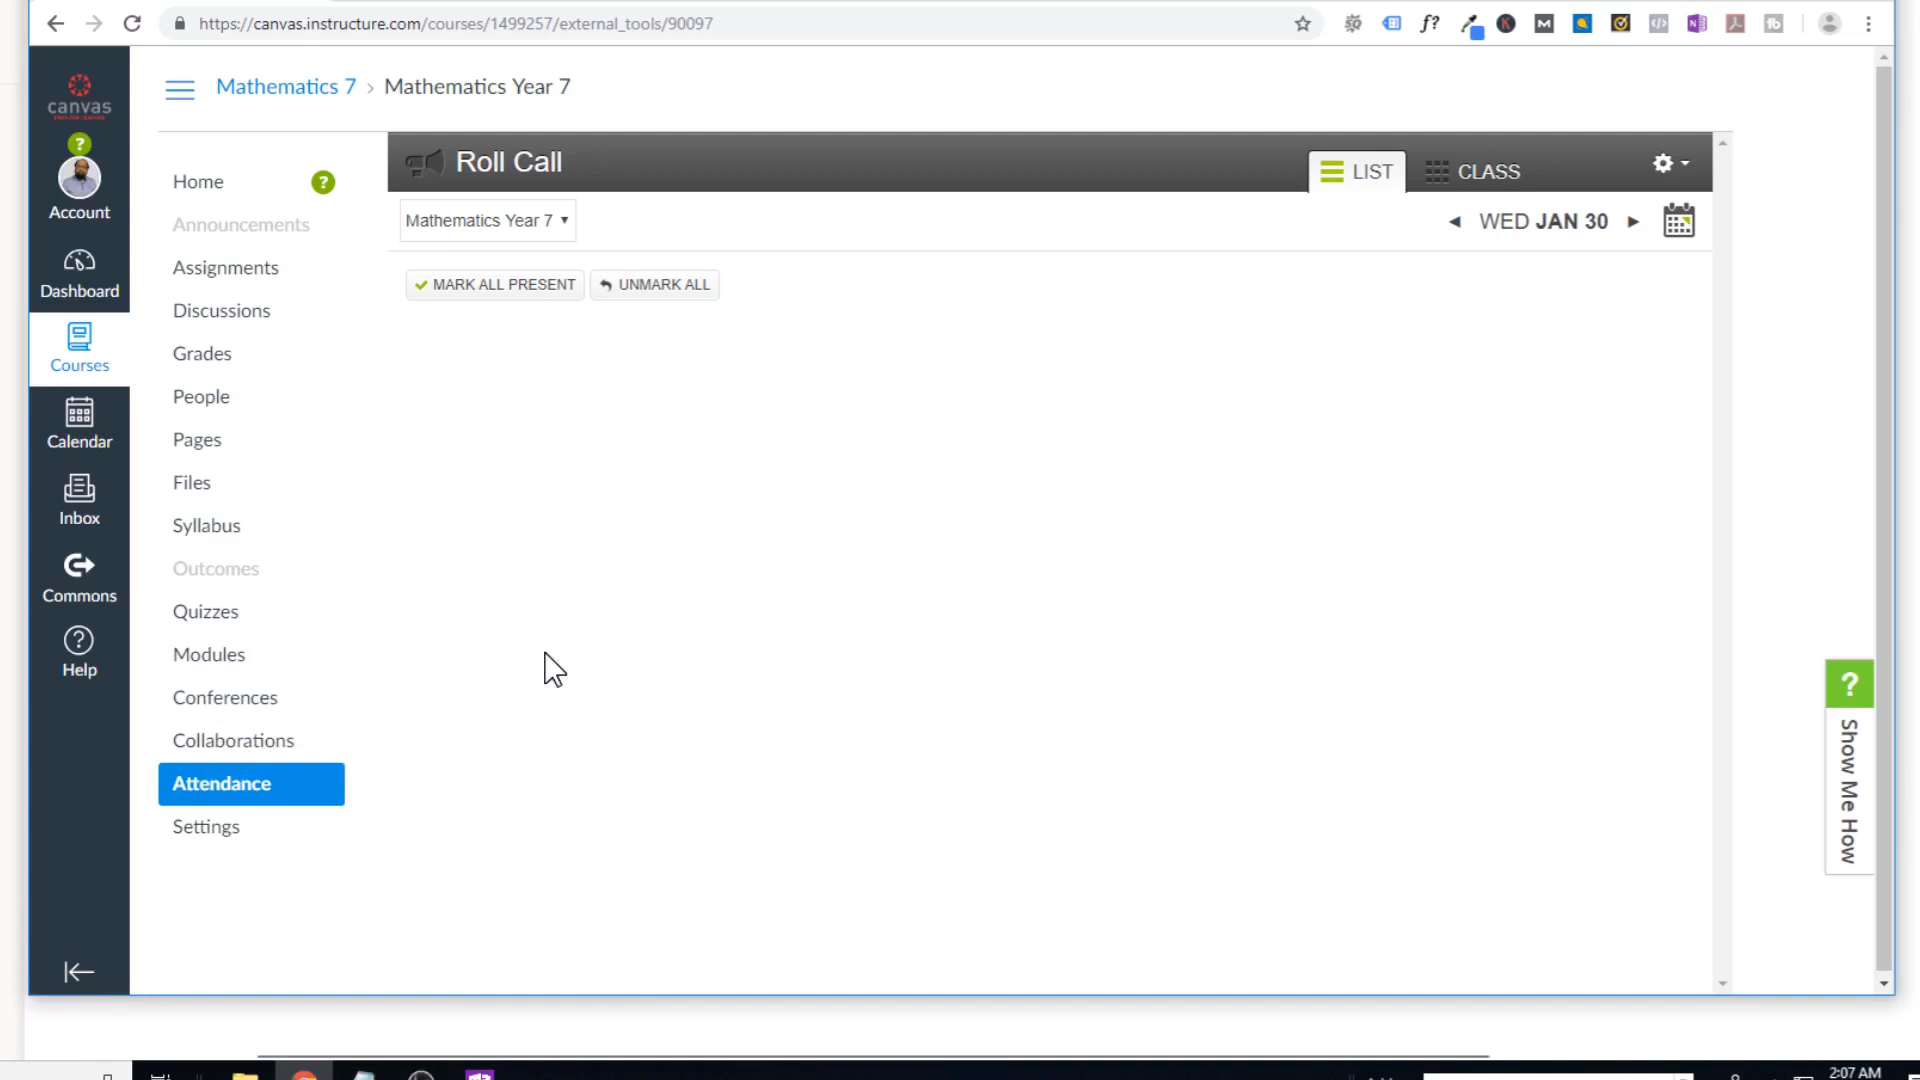 https://canvas.instructure.com/courses/1499257/external_tools/90097
canvas
Mathematics 7 > Mathematics Year 7
Account
Dashboard
Courses
Calendar
Inbox
Commons
Help
Home
Announcements
Assignments
Discussions
Grades
People
Pages
Files
Syllabus
Outcomes
Quizzes
Modules
Conferences
Collaborations
Attendance
Settings
Roll Call
LIST
CLASS
Mathematics Year 7
WED JAN 30
MARK ALL PRESENT
UNMARK ALL
? Show Me How
2:07 AM